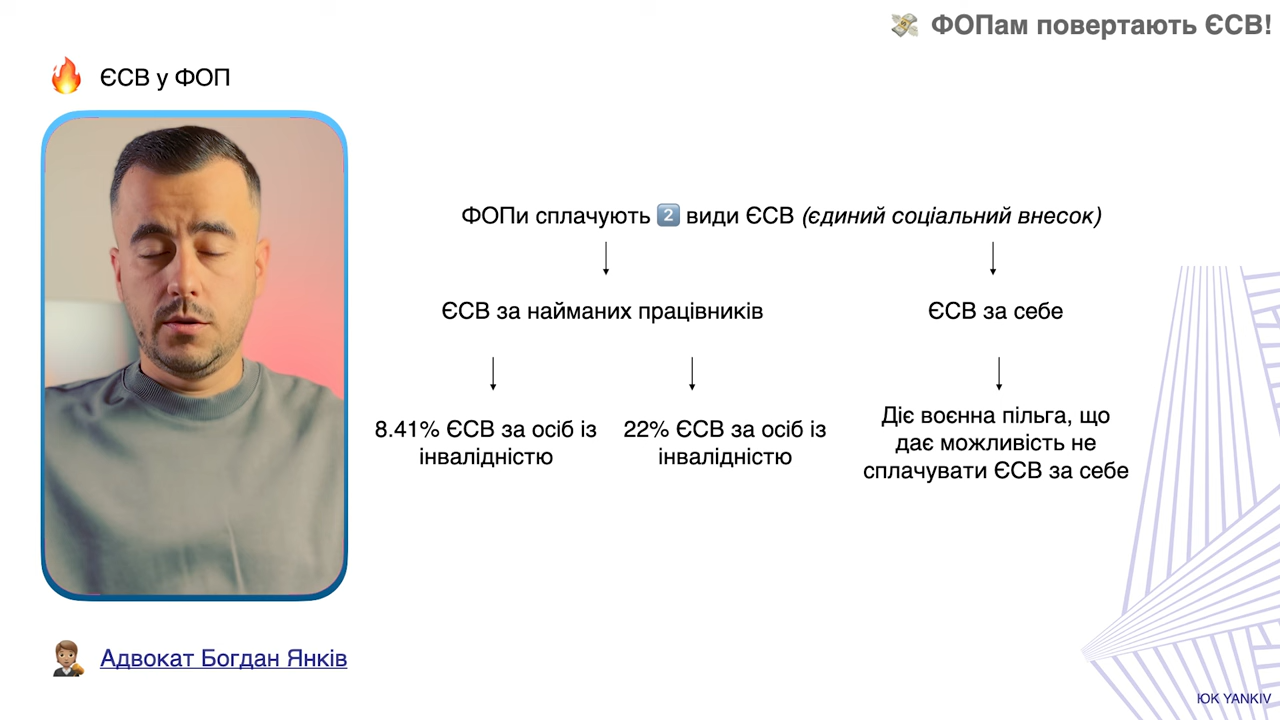 💸 ФОПам повертають ЄСВ!
🔥 ЄСВ у ФОП
ФОПи сплачують 2️⃣ види ЄСВ (єдиний соціальний внесок)
ЄСВ за найманих працівників
ЄСВ за себе
8.41% ЄСВ за осіб із
інвалідністю
22% ЄСВ за осіб із
інвалідністю
Діє воєнна пільга, що
дає можливість не
сплачувати ЄСВ за себе
Адвокат Богдан Янків
ЮК YANKIV